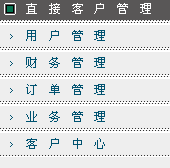 直接客户管理
› 用户管理
› 财务管理
› 订单管理
› 业务管理
› 客户中心